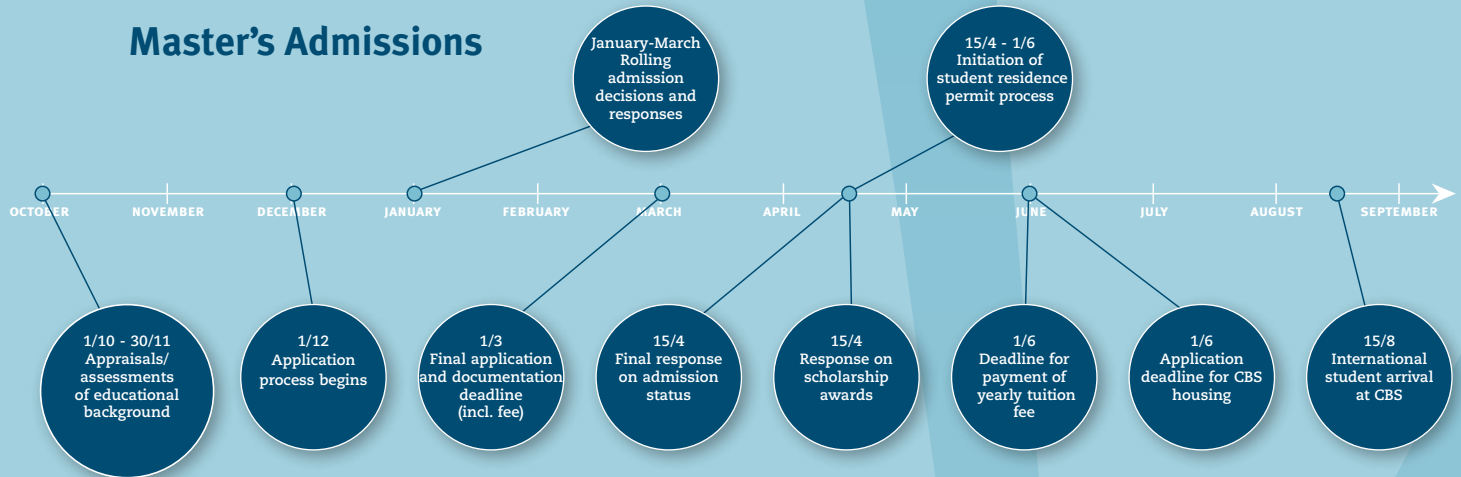 Master's Admissions
January-March
Rolling
admission
decisions and
responses
15/4 - 1/6
Initiation of
student residence
permit process
OCTOBER
NOVEMBER
DECEMBER
JANUARY
FEBRUARY
MARCH
APRIL
MAY
JUNE
JULY
AUGUST
SEPTEMBER
1/10 - 30/11
Appraisals/
assessments
of educational
background
1/12
Application
process begins
1/3
Final application
and documentation
deadline
(incl. fee)
15/4
Final response
on admission
status
15/4
Response on
scholarship
awards
1/6
Deadline for
payment of
yearly tuition
fee
1/6
Application
deadline for CBS
housing
15/8
International
student arrival
at CBS